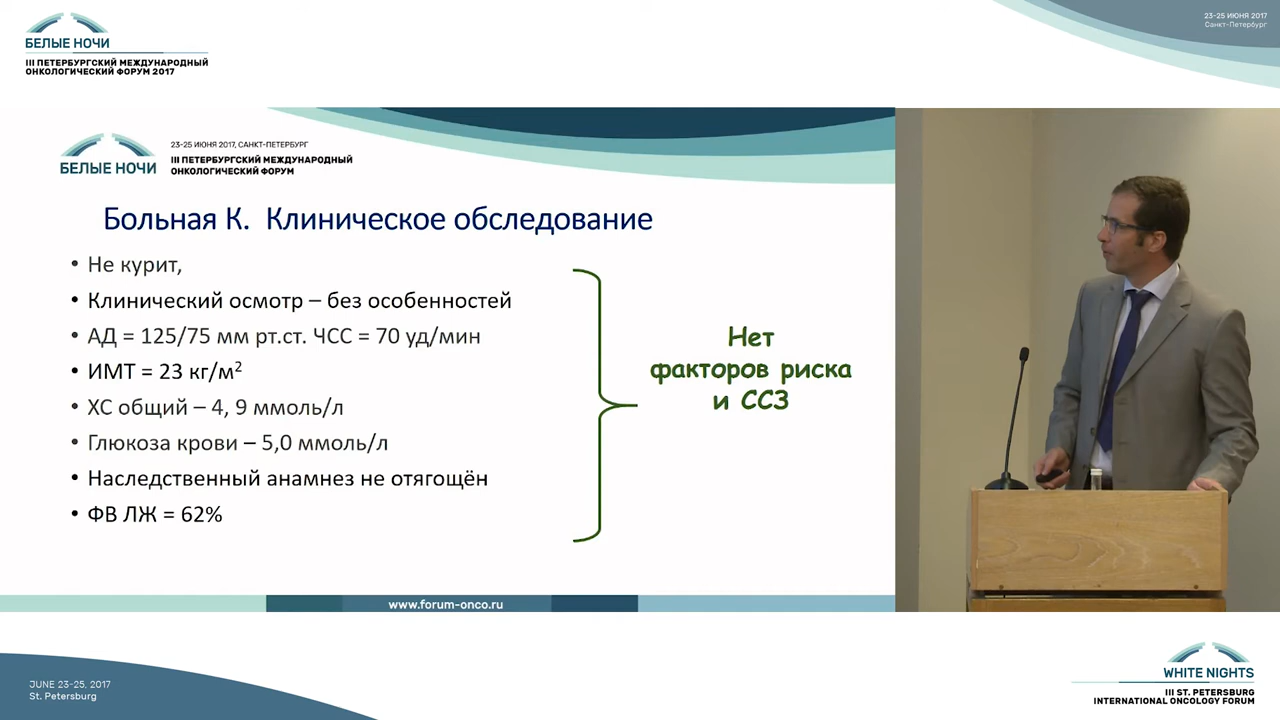 БЕЛЫЕ НОЧИ
III ПЕТЕРБУРГСКИЙ МЕЖДУНАРОДНЫЙ
ОНКОЛОГИЧЕСКИЙ ФОРУМ 2017
23-25 ИЮНЯ 2017
Санкт-Петербург
БЕЛЫЕ НОЧИ
23-25 ИЮНЯ 2017, САНКТ-ПЕТЕРБУРГ
III ПЕТЕРБУРГСКИЙ МЕЖДУНАРОДНЫЙ
ОНКОЛОГИЧЕСКИЙ ФОРУМ
Больная К. Клиническое обследование
• Не курит,
• Клинический осмотр – без особенностей
• АД = 125/75 мм рт.ст. ЧСС = 70 уд/мин
• ИМТ = 23 кг/м²
• ХС общий – 4, 9 ммоль/л
• Глюкоза крови – 5,0 ммоль/л
• Наследственный анамнез не отягощён
• ФВ ЛЖ = 62%
Нет
факторов риска
и ССЗ
www.forum-onco.ru
JUNE 23-25, 2017
St. Petersburg
WHITE NIGHTS
III ST. PETERSBURG
INTERNATIONAL ONCOLOGY FORUM